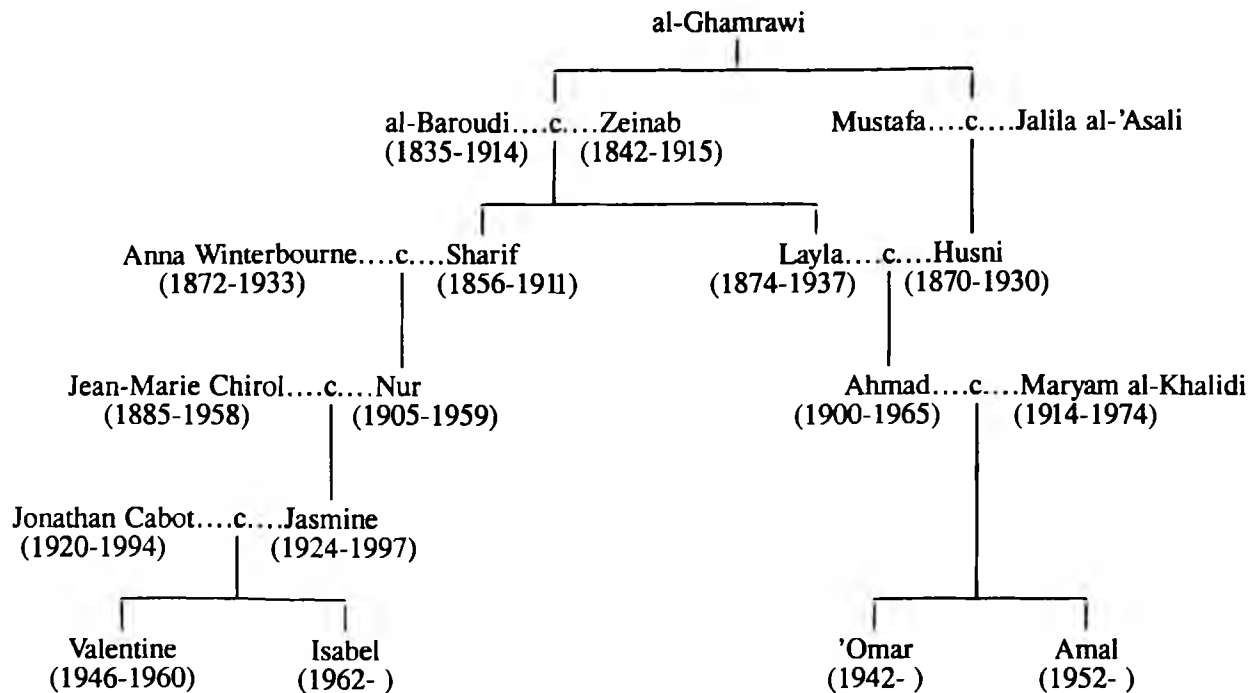 al-Ghamrawi
al-Baroudi....c....Zeinab Mustafa....c....Jalila al-'Asali
(1835-1914) (1842-1915)
Anna Winterbourne....c....Sharif Layla....c....Husni
(1872-1933) (1856-1911) (1874-1937) (1870-1930)
Jean-Marie Chirol....c....Nur Ahmad....c....Maryam al-Khalidi
(1885-1958) (1905-1959) (1900-1965) (1914-1974)
Jonathan Cabot....c....Jasmine
(1920-1994) (1924-1997)
Valentine Isabel 'Omar Amal
(1946-1960) (1962- ) (1942- ) (1952- )